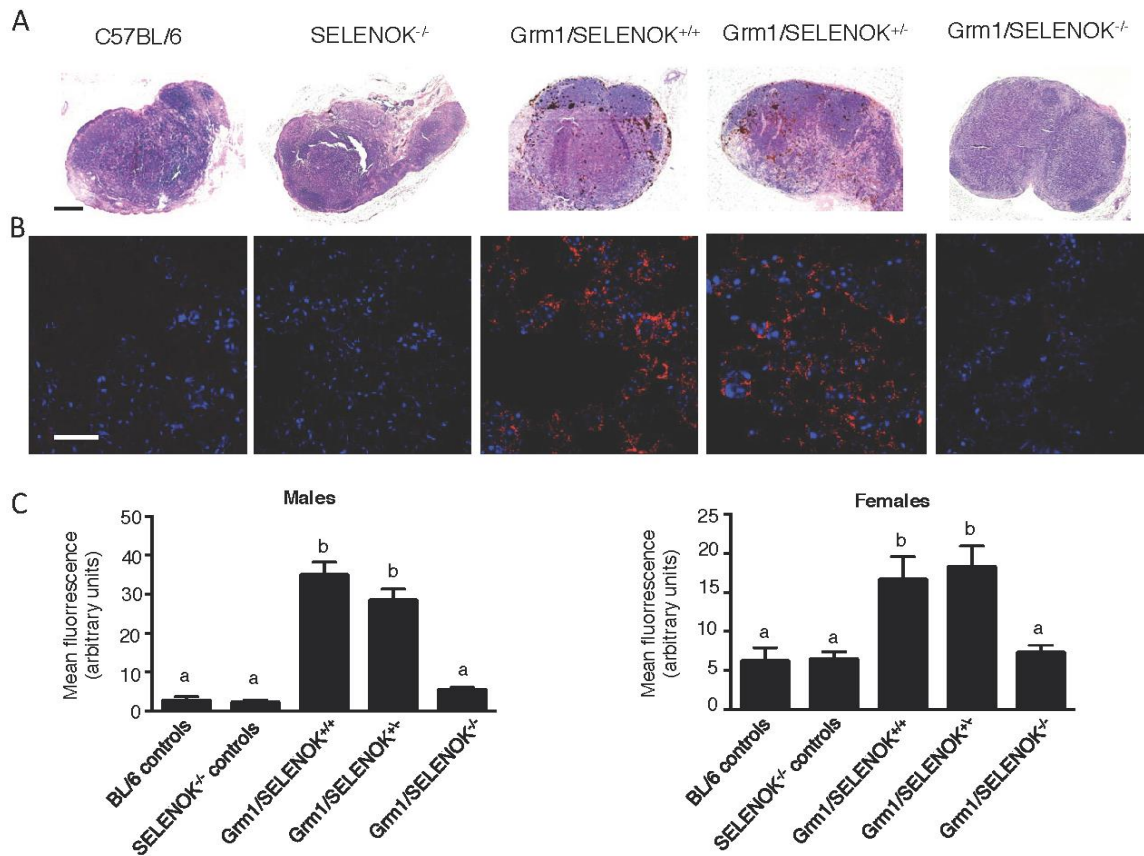 A
C57BL/6
SELENOK-/-
Grm1/SELENOK+/+
Grm1/SELENOK+/-
Grm1/SELENOK-/-
B
C
Males
Mean fluorescence
(arbitrary units)
50
40
30
20
10
0
a
a
b
b
a
BL/6 controls
SELENOK-/- controls
Grm1/SELENOK+/+
Grm1/SELENOK+/-
Grm1/SELENOK-/-
Females
Mean fluorescence
(arbitrary units)
25
20
15
10
5
0
a
a
b
b
a
BL/6 controls
SELENOK-/- controls
Grm1/SELENOK+/+
Grm1/SELENOK+/-
Grm1/SELENOK-/-